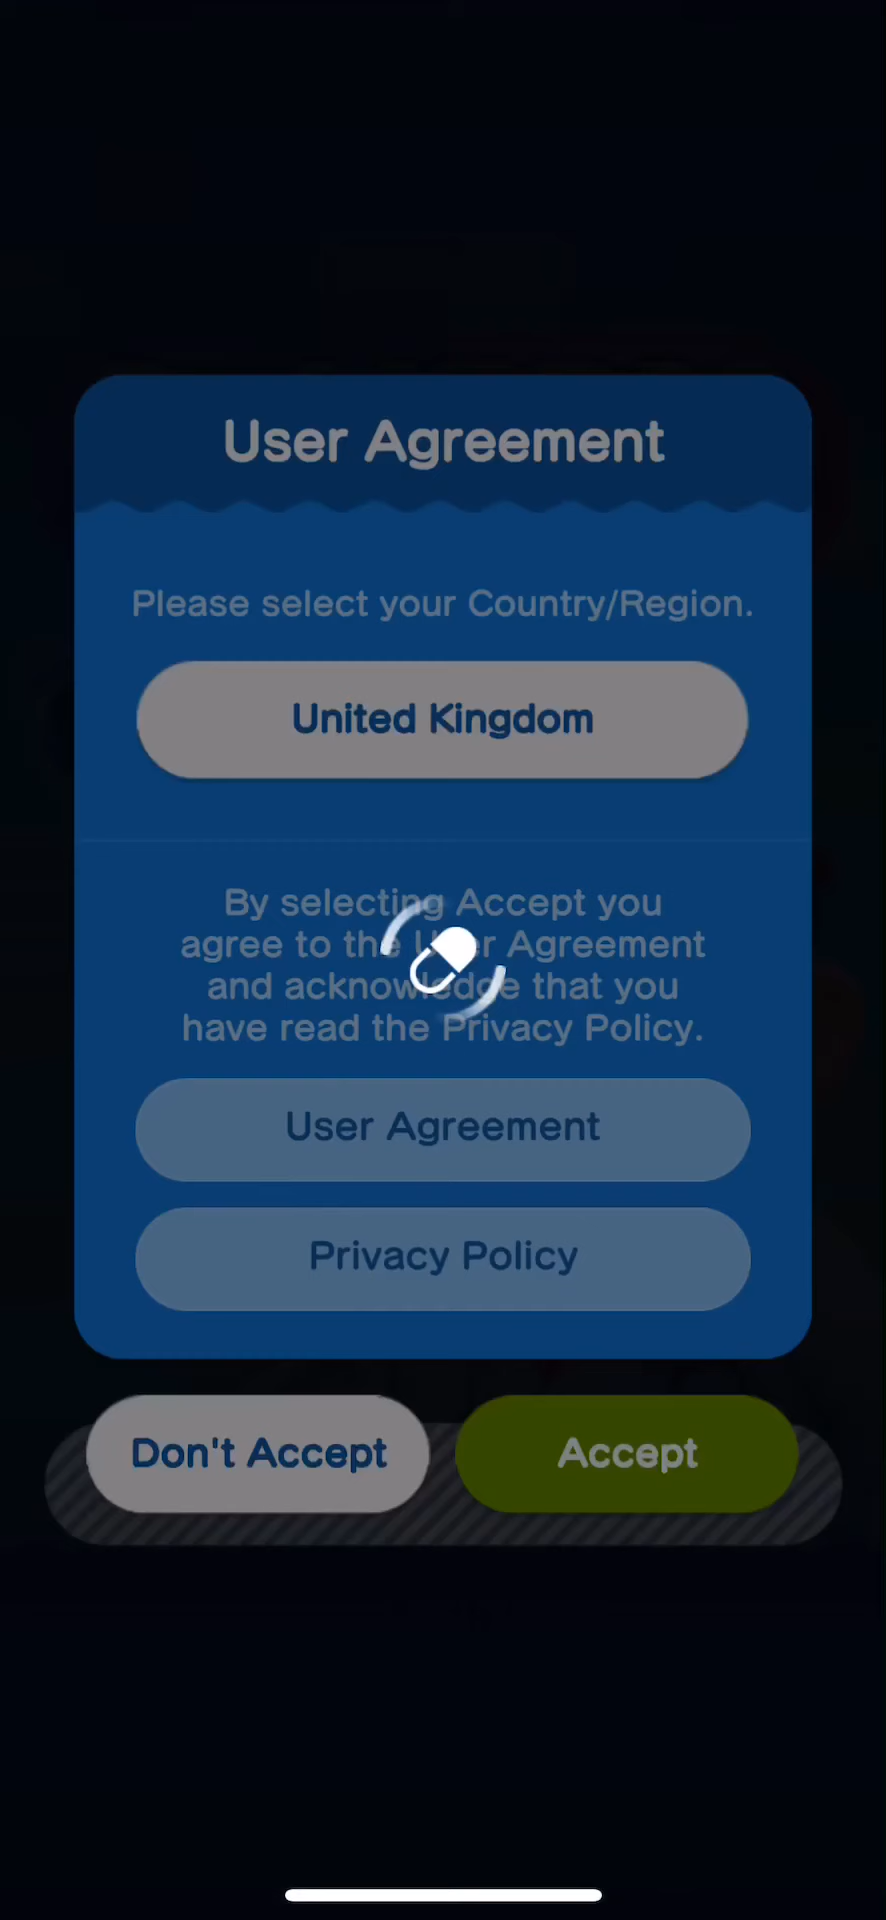 User Agreement
Please select your Country/Region.
United Kingdom
By selecting Accept you
agree to the User Agreement
and acknowledge that you
have read the Privacy Policy.
User Agreement
Privacy Policy
Don't Accept
Accept